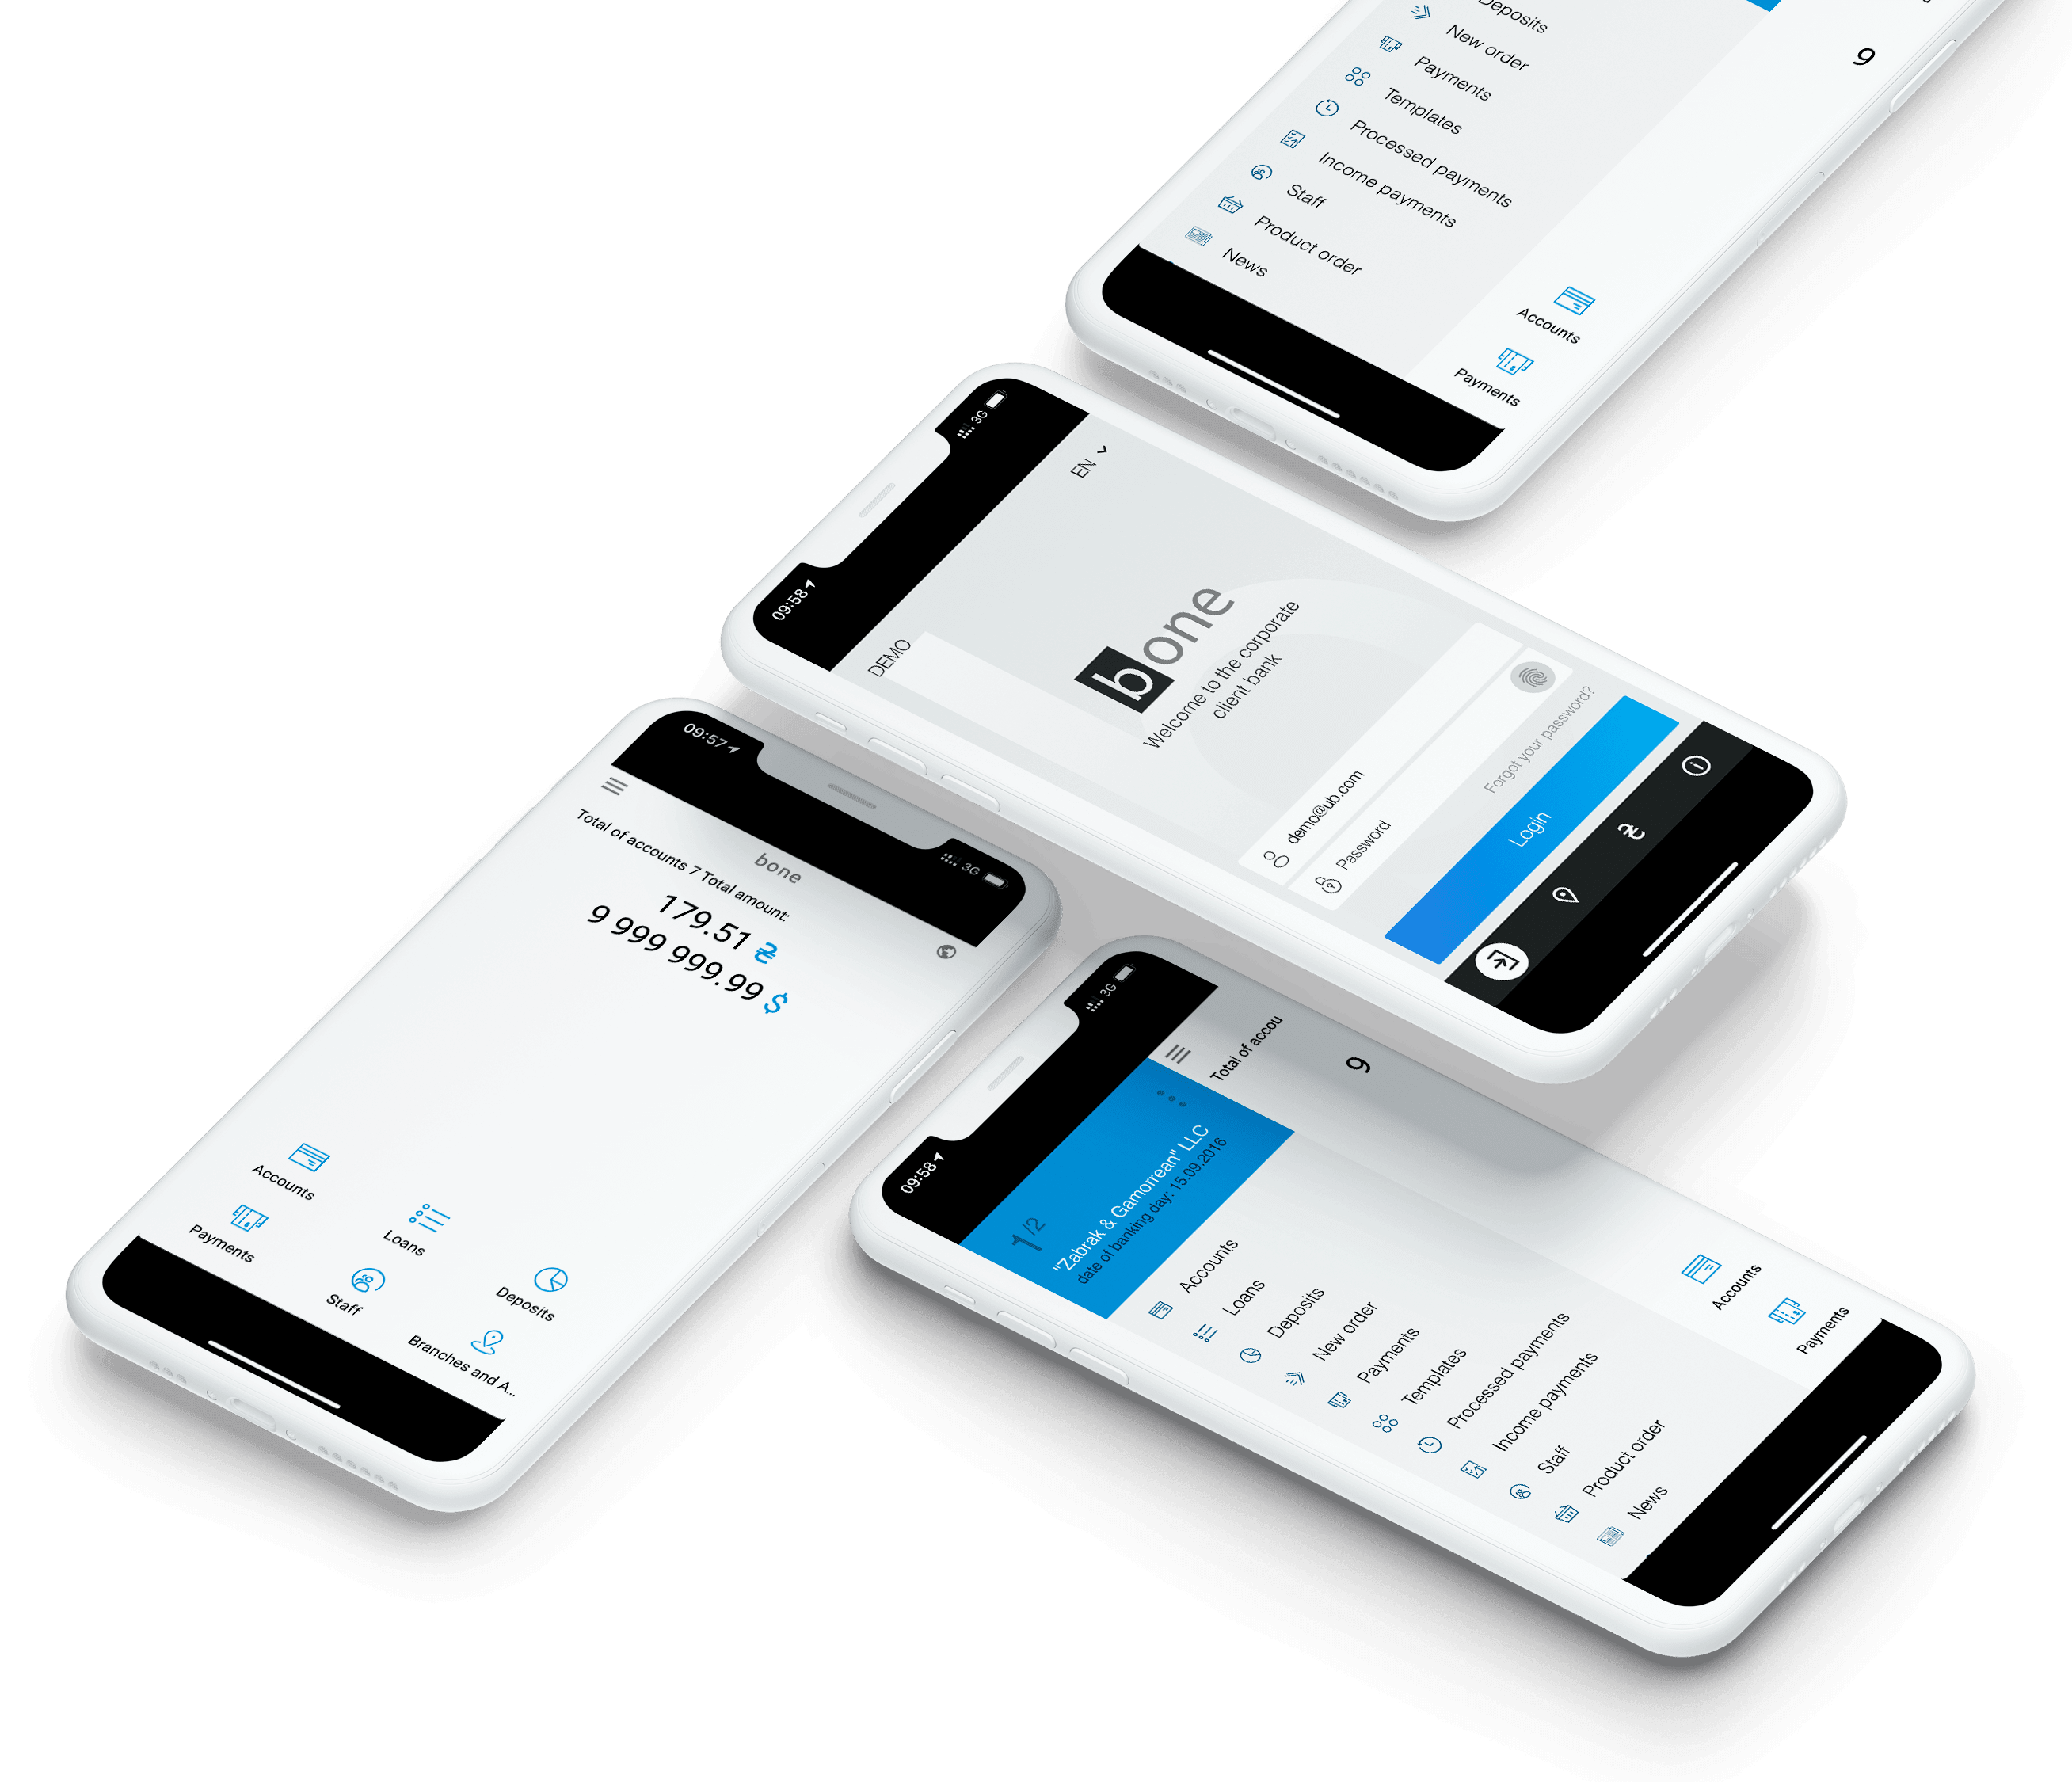 Deposits
New order
Payments
Templates
Processed payments
Income payments
Staff
Product order
News
9
Accounts
Payments
09:58
3G
DEMO
EN
bone
Welcome to the corporate
client bank
demo@ub.com
Password
Forgot your password?
Login
09:57
3G
bone
Total of accounts 7 Total amount:
179.51 ₴
9 999 999.99 $
Accounts
Loans
Deposits
Payments
Staff
Branches and A...
09:58
3G
1/2
"Zabrak & Gamorrean" LLC
date of banking day: 15.09.2016
Total of accou
9
Accounts
Loans
Deposits
New order
Payments
Templates
Processed payments
Income payments
Staff
Product order
News
Accounts
Payments